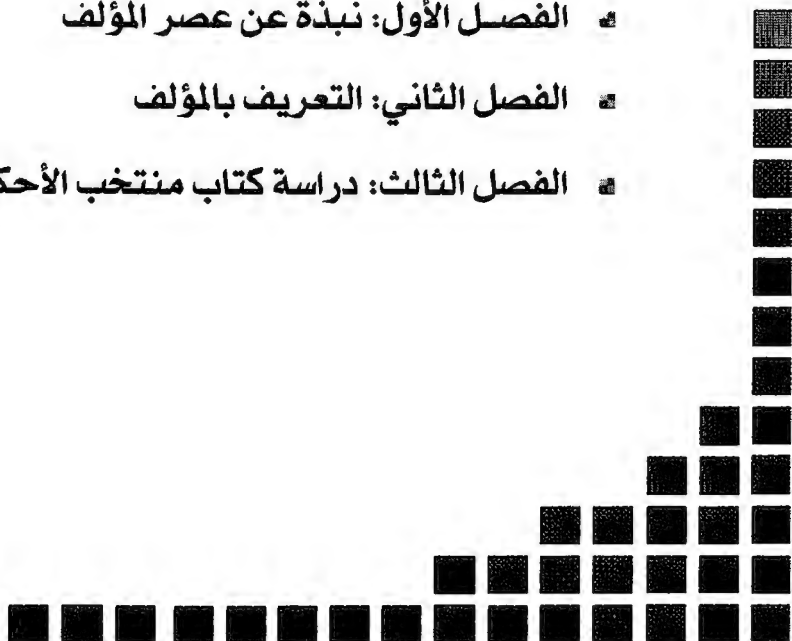 الفصل الأول: نبذة عن عصر المؤلف
الفصل الثاني: التعريف بالمؤلف
الفصل الثالث: دراسة كتاب منتخب